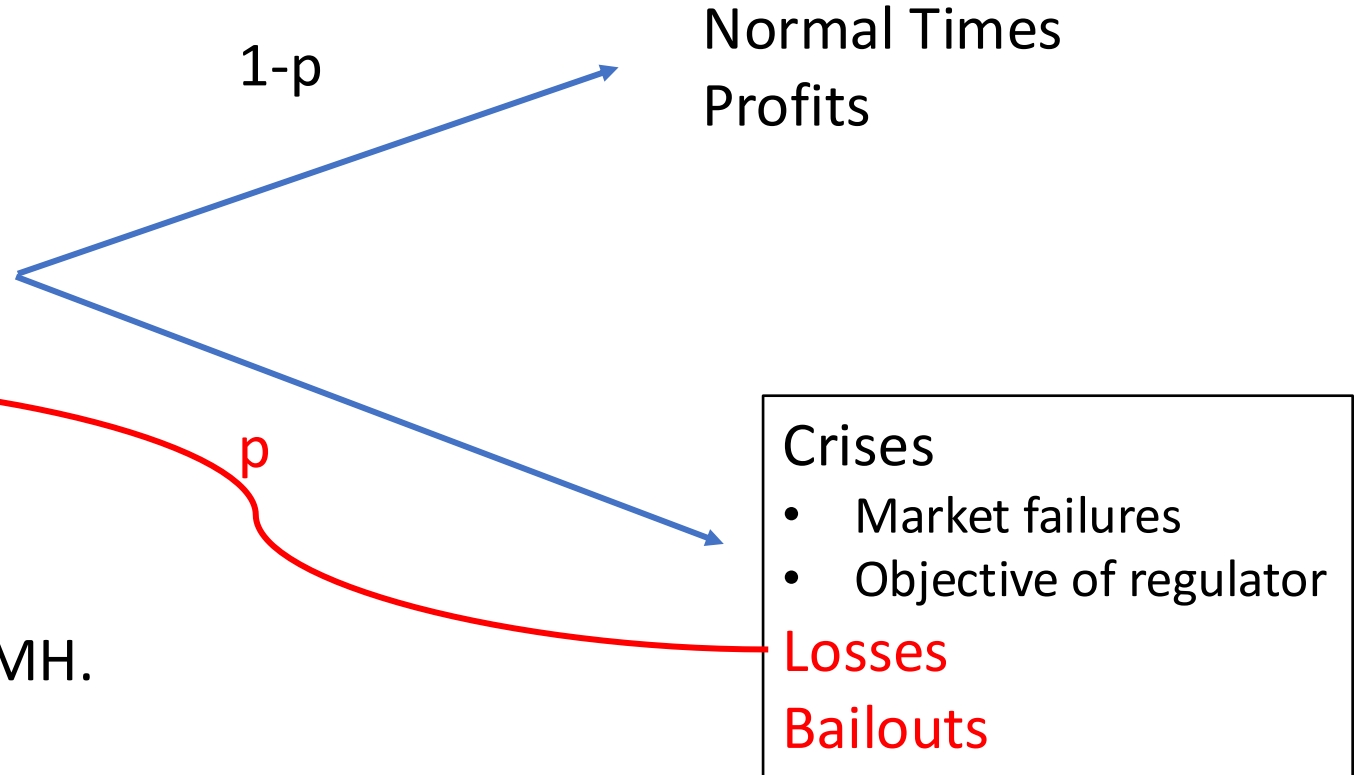 1-p
Normal Times
Profits
p
Crises
• Market failures
• Objective of regulator
Losses
Bailouts
MH.